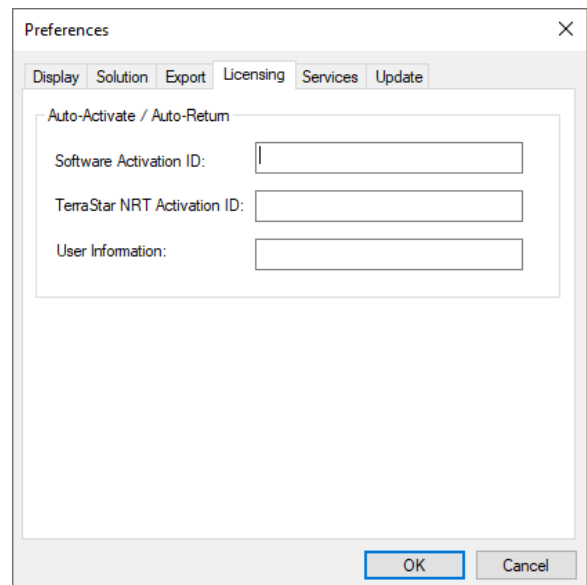 Preferences
Display Solution Export Licensing Services Update
Auto-Activate / Auto-Return
Software Activation ID:
TerraStar NRT Activation ID:
User Information:
OK Cancel